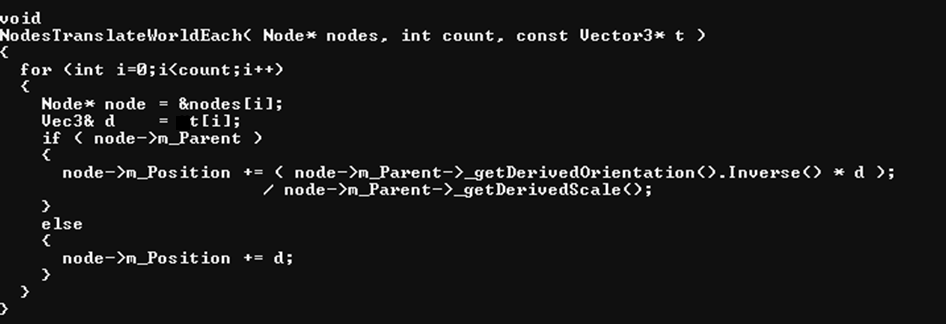 void
NodesTranslateWorldEach( Node* nodes, int count, const Vector3* t )
{
  for (int i=0;i<count;i++)
  {
    Node* node = &nodes[i];
    Vec3& d    =  t[i];
    if ( node->m_Parent )
    {
      node->m_Position += ( node->m_Parent->_getDerivedOrientation().Inverse() * d );
                         / node->m_Parent->_getDerivedScale();
    }
    else
    {
      node->m_Position += d;
    }
  }
}